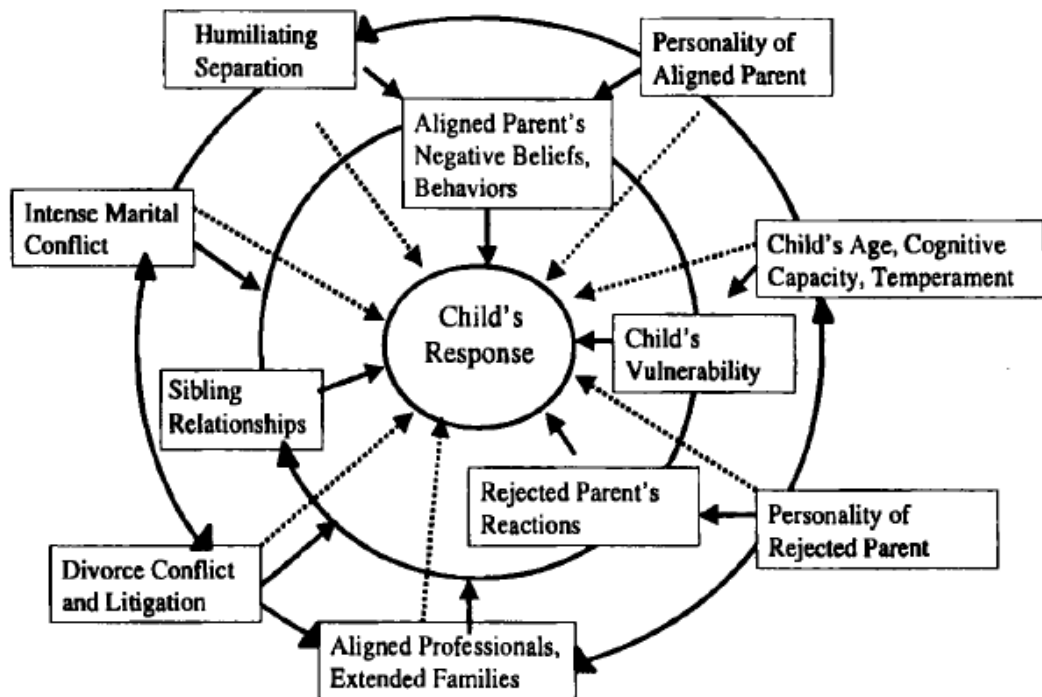 Humiliating
Separation
Personality of
Aligned Parent
Aligned Parent's
Negative Beliefs,
Behaviors
Intense Marital
Conflict
Child's Age, Cognitive
Capacity, Temperament
Child's
Response
Child's
Vulnerability
Sibling
Relationships
Rejected Parent's
Reactions
Personality of
Rejected Parent
Divorce Conflict
and Litigation
Aligned Professionals,
Extended Families